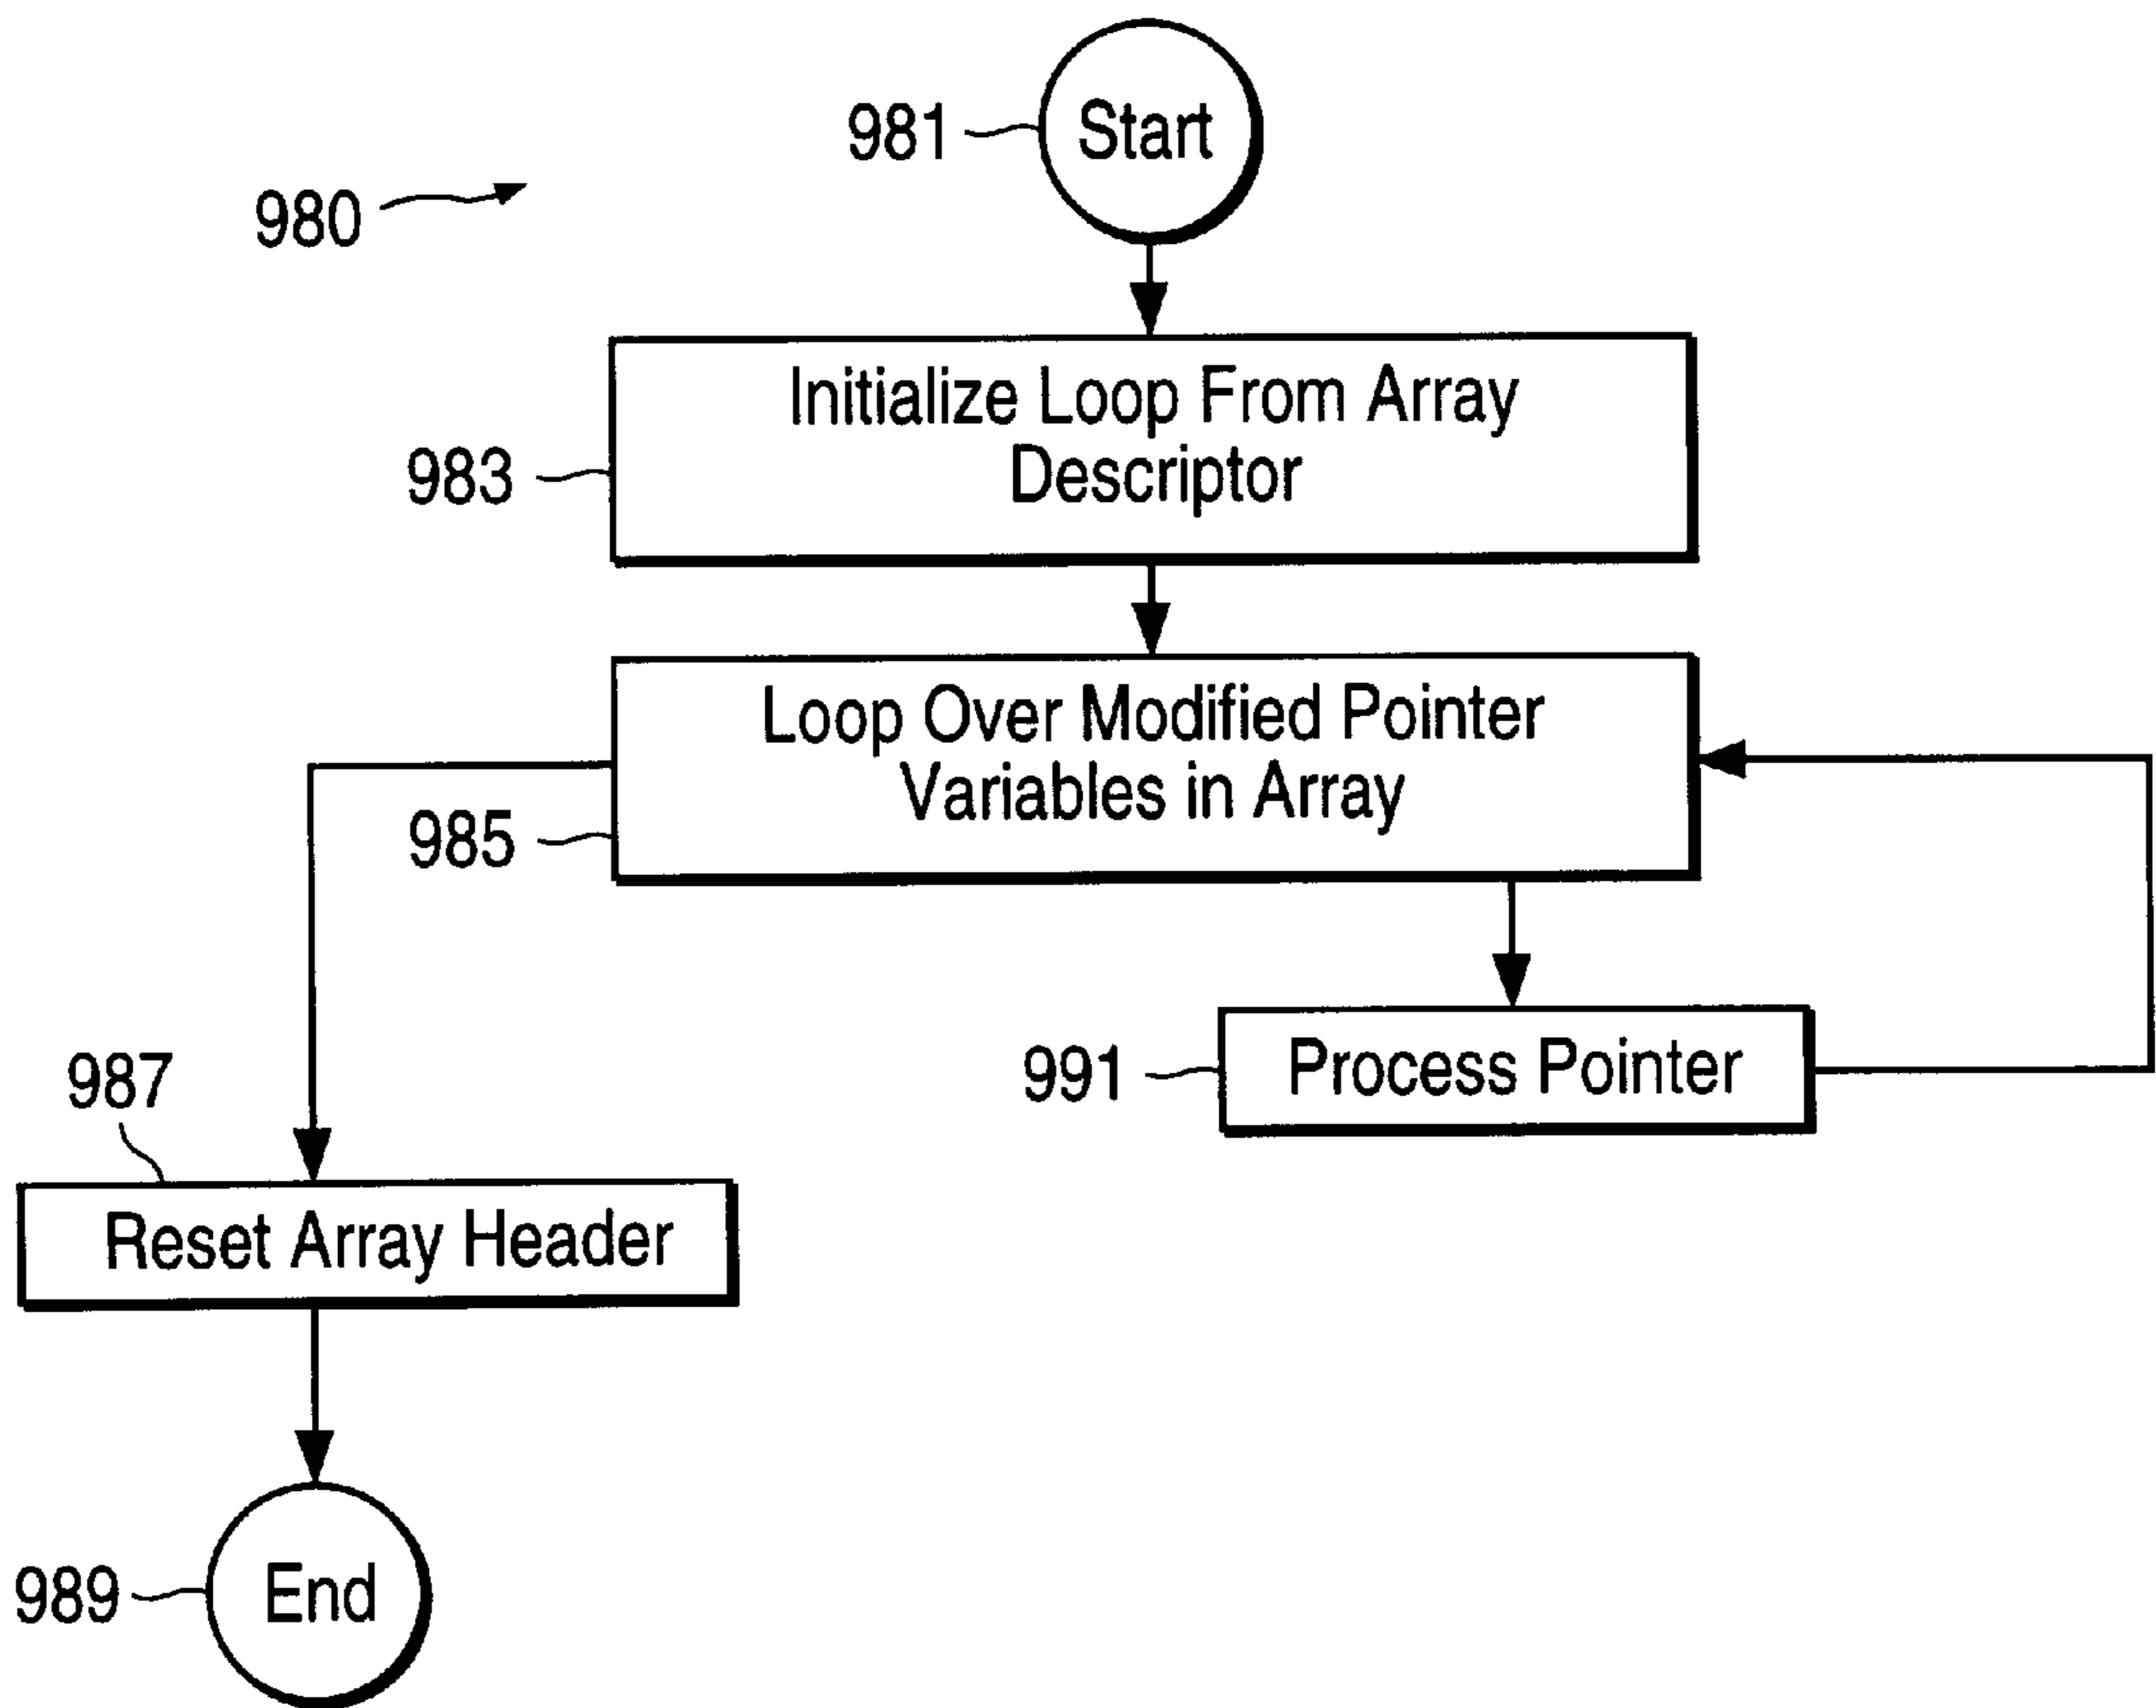 981
Start
980
Initialize Loop From Array
Descriptor
983
Loop Over Modified Pointer
Variables in Array
985
991
Process Pointer
987
Reset Array Header
989
End